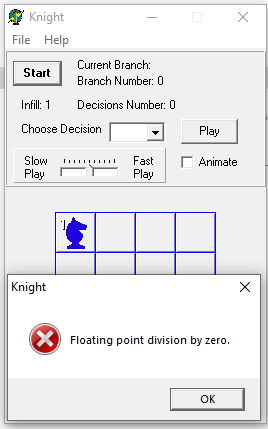 Knight
File Help
Start
Current Branch:
Branch Number: 0
Infill: 1 Decisions Number: 0
Choose Decision
Play
Slow Play
Fast Play
Animate
1
Knight
Floating point division by zero.
OK